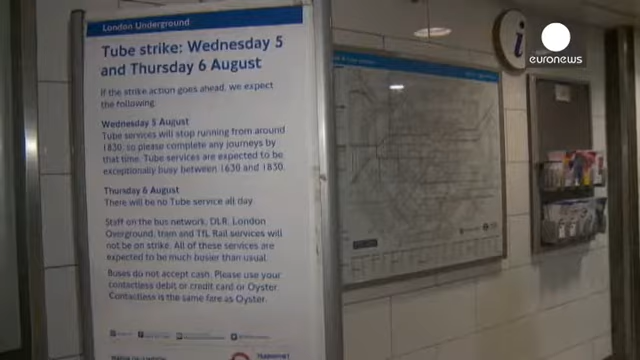 London Underground
Tube strike: Wednesday 5
and Thursday 6 August
If the strike action goes ahead, we expect
the following:
Wednesday 5 August
Tube services will stop running from around
1830, so please complete any journeys by
that time. Tube services are expected to be
exceptionally busy between 1630 and 1830.
Thursday 6 August
There will be no Tube service all day.
Staff on the bus network, DLR, London
Overground, tram and TfL Rail services will
not be on strike. All of these services are
expected to be much busier than usual.
Buses do not accept cash. Please use your
contactless debit or credit card or Oyster.
Contactless is the same fare as Oyster.
i
euronews